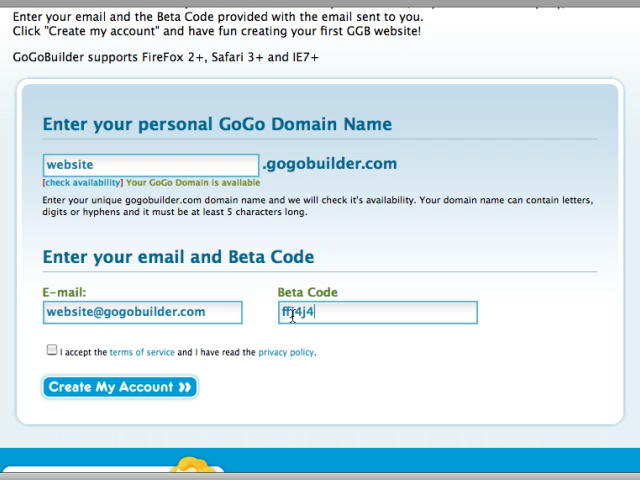 Enter your email and the Beta Code provided with the email sent to you.
Click "Create my account" and have fun creating your first GGB website!
GoGoBuilder supports FireFox 2+, Safari 3+ and IE7+
Enter your personal GoGo Domain Name
website .gogobuilder.com
[check availability] Your GoGo Domain is available
Enter your unique gogobuilder.com domain name and we will check it's availability. Your domain name can contain letters,
digits or hyphens and it must be at least 5 characters long.
Enter your email and Beta Code
E-mail: Beta Code
website@gogobuilder.com
I accept the terms of service and I have read the privacy policy.
Create My Account